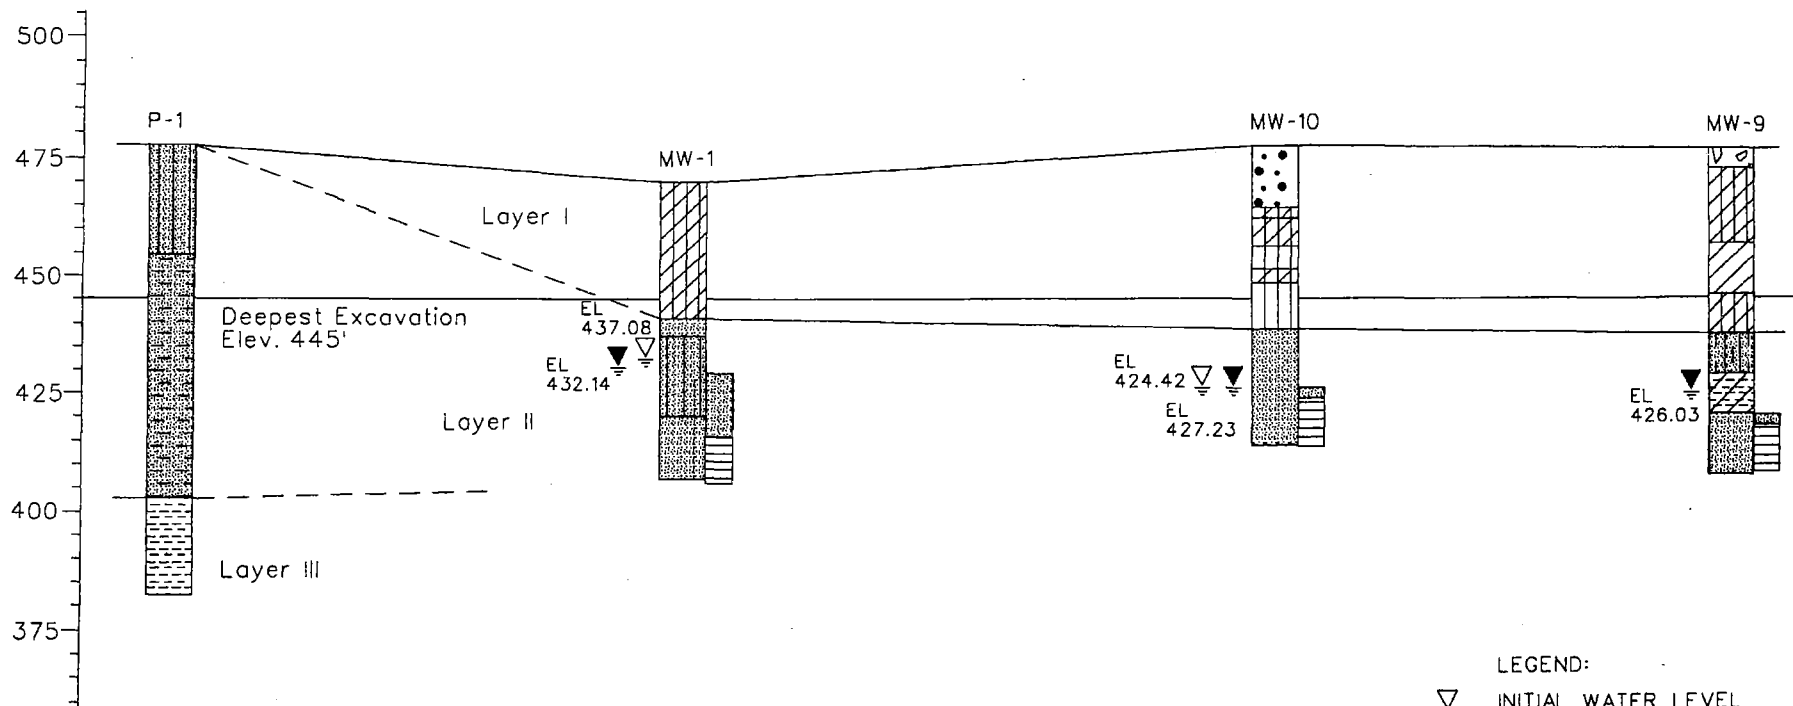 500
P-1
MW-10
MW-9
475
MW-1
Layer I
450
EL
437.08
Deepest Excavation
Elev. 445'
EL
432.14
EL
424.42
425
EL
427.23
EL
426.03
Layer II
400
Layer III
375
LEGEND:
INITIAL WATER LEVEL